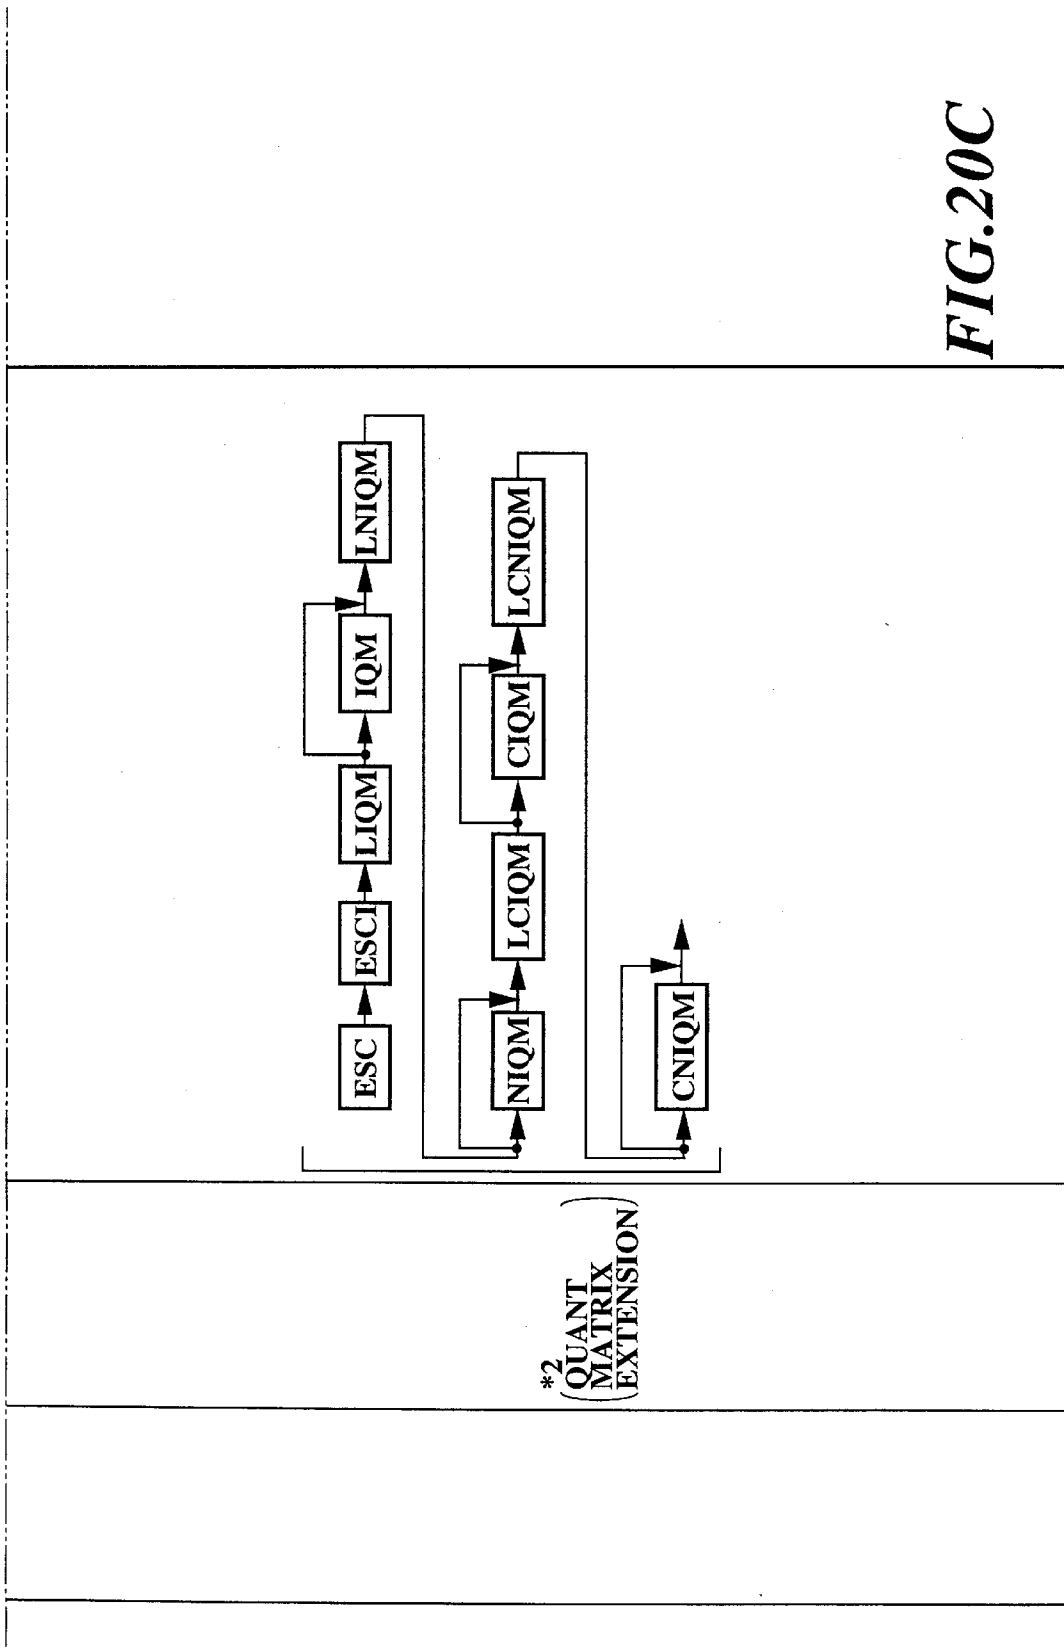 *2
QUANT
MATRIX
EXTENSION
ESC
ESCI
LIQM
IQM
LNIQM
NIQM
LCIQM
CIQM
LCNIQM
CNIQM
FIG.20C